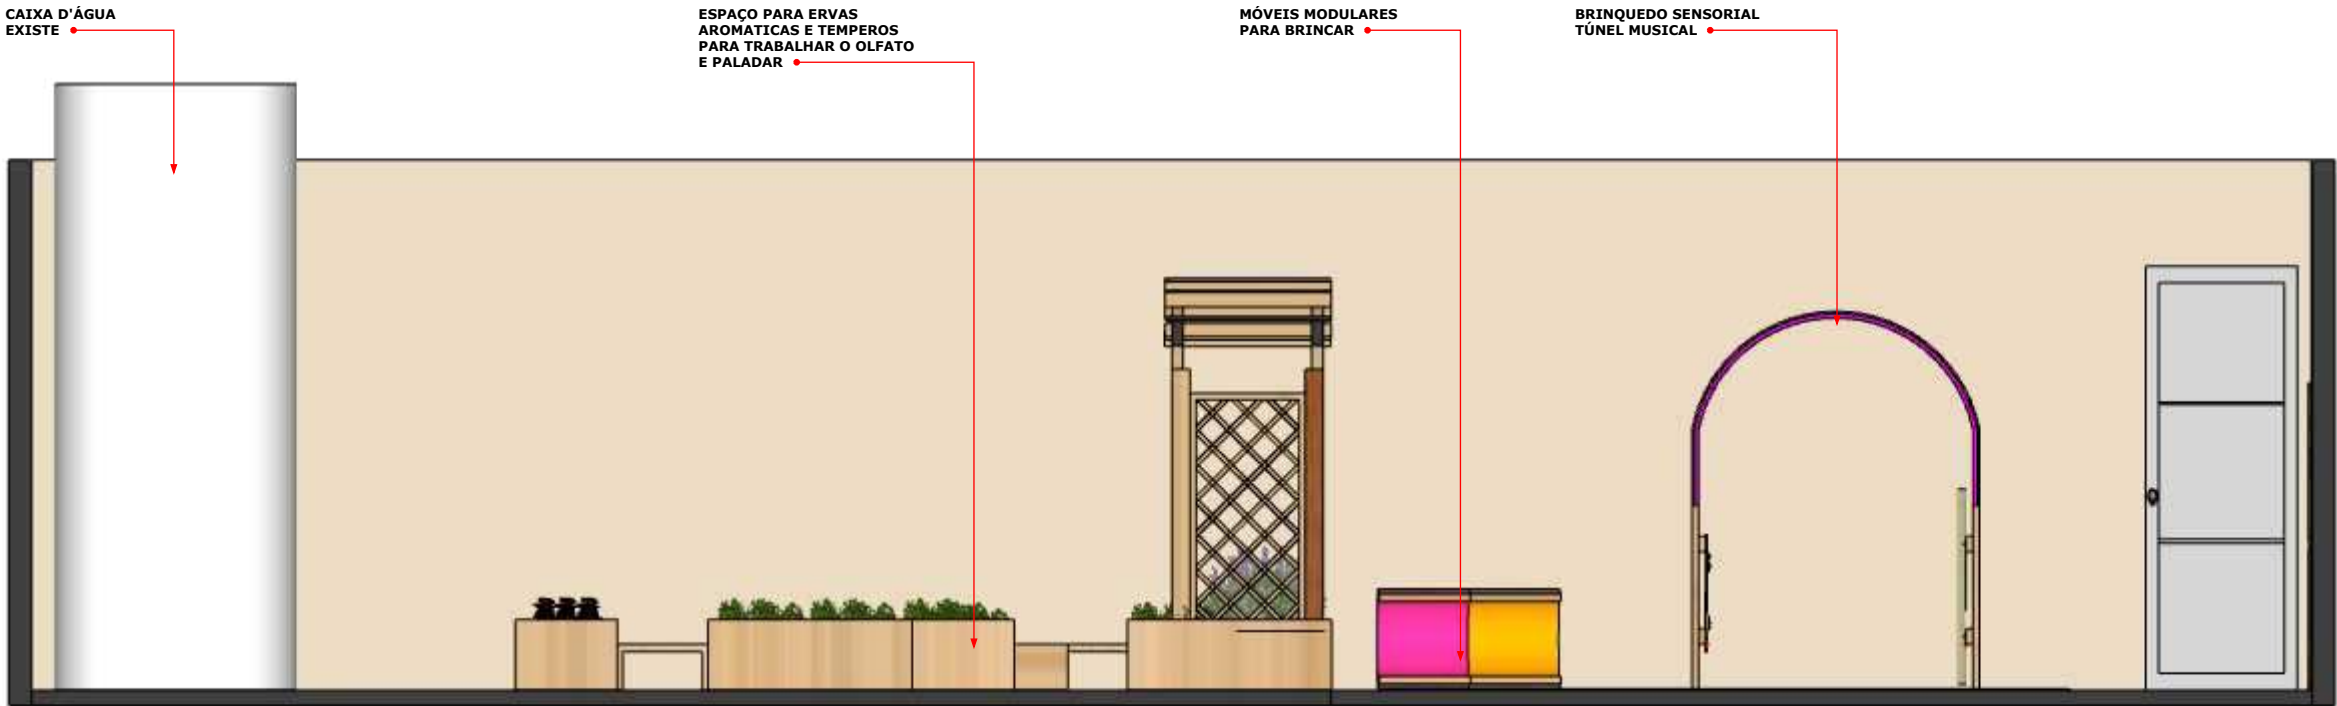 CAIXA D'ÁGUA
EXISTE
ESPAÇO PARA ERVAS
AROMATICAS E TEMPEROS
PARA TRABALHAR O OLFATO
E PALADAR
MÓVEIS MODULARES
PARA BRINCAR
BRINQUEDO SENSORIAL
TÚNEL MUSICAL